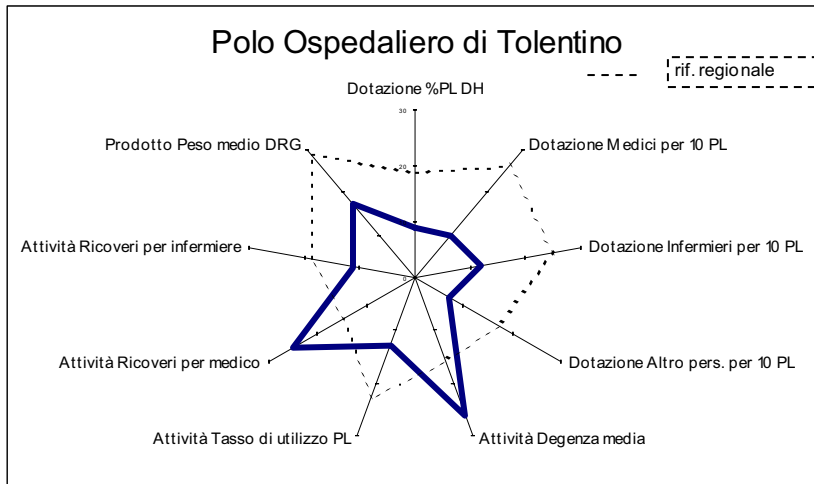 Polo Ospedaliero di Tolentino
rif. regionale
Dotazione %PL DH
30
Prodotto Peso medio DRG
Dotazione Medici per 10 PL
20
Attività Ricoveri per infermiere
Dotazione Infermieri per 10 PL
0
Attività Ricoveri per medico
Dotazione Altro pers. per 10 PL
Attività Tasso di utilizzo PL
Attività Degenza media